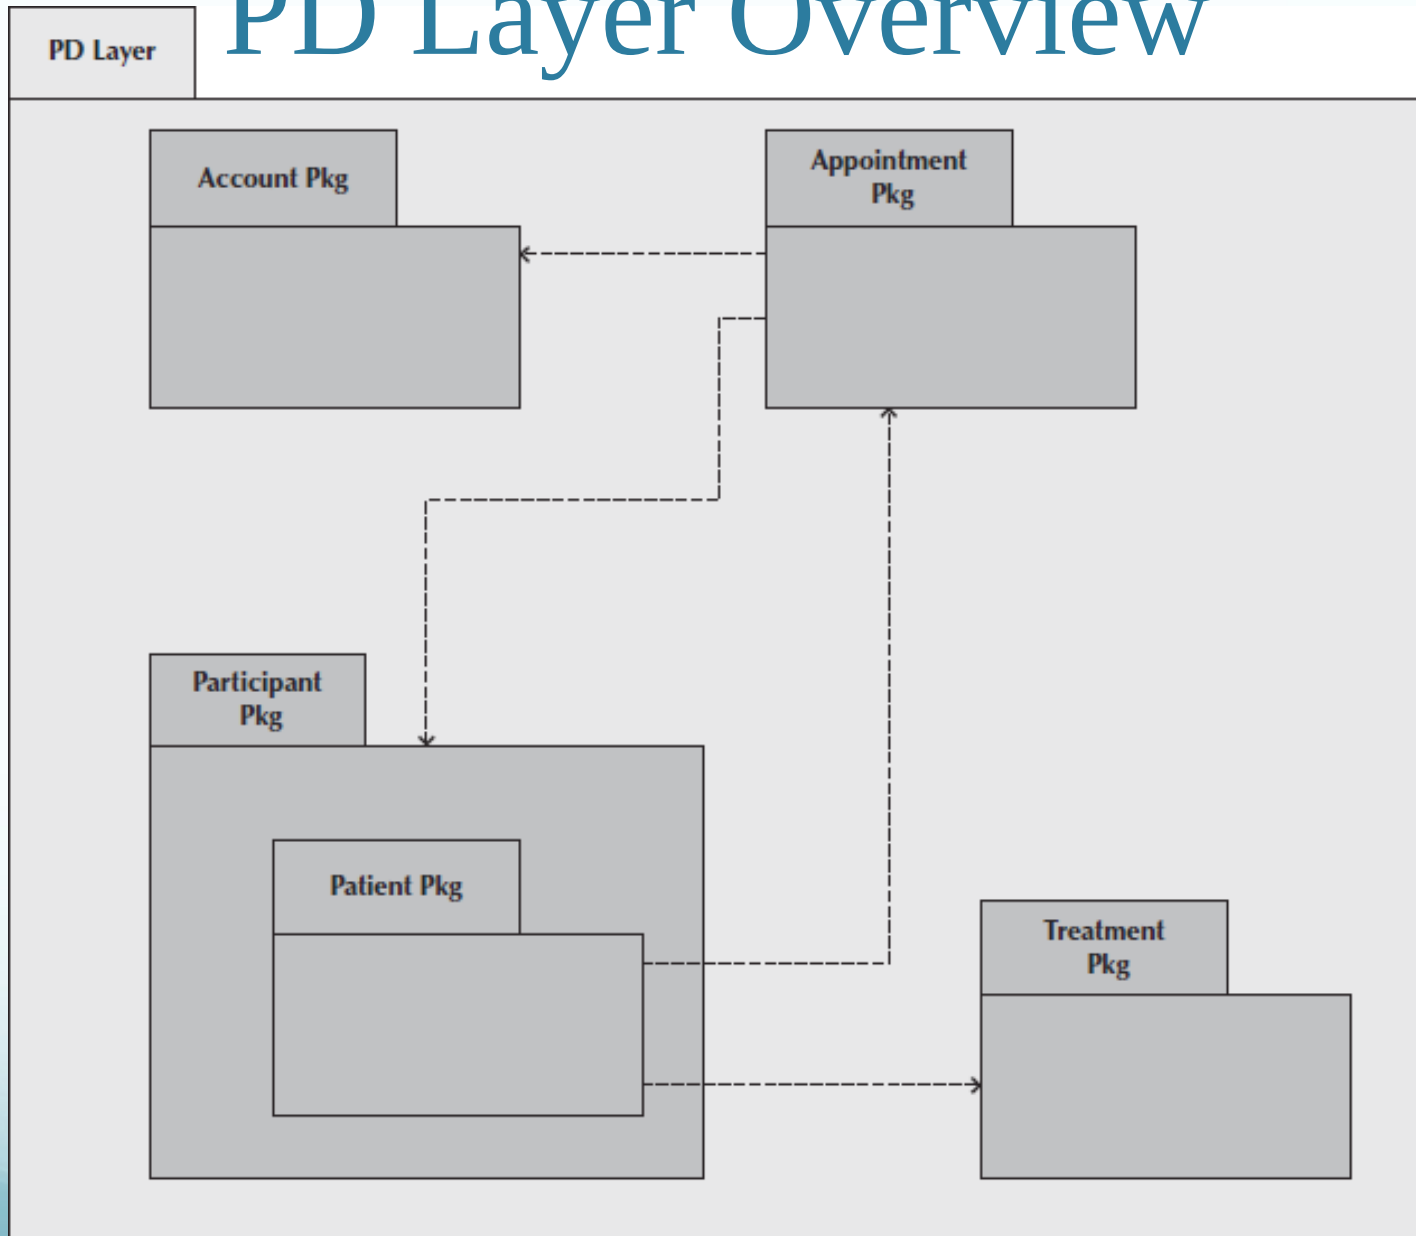 PD Layer Overview
PD Layer
Account Pkg
Appointment
Pkg
Participant
Pkg
Patient Pkg
Treatment
Pkg